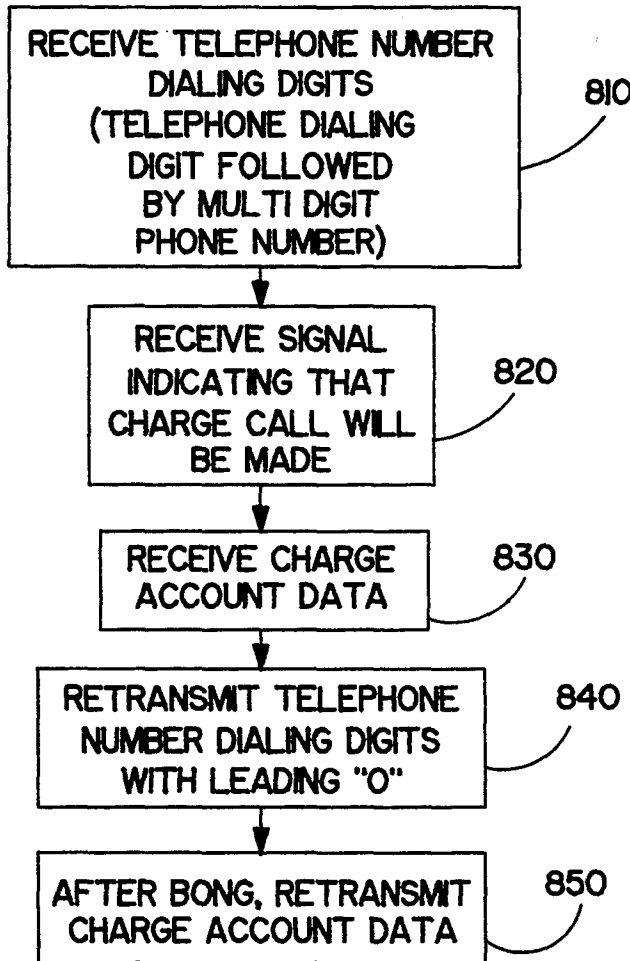 RECEIVE TELEPHONE NUMBER
DIALING DIGITS
(TELEPHONE DIALING
DIGIT FOLLOWED
BY MULTI DIGIT
PHONE NUMBER)
810
RECEIVE SIGNAL
INDICATING THAT
CHARGE CALL WILL
BE MADE
820
RECEIVE CHARGE
ACCOUNT DATA
830
RETRANSMIT TELEPHONE
NUMBER DIALING DIGITS
WITH LEADING "0"
840
AFTER BONG, RETRANSMIT
CHARGE ACCOUNT DATA
850